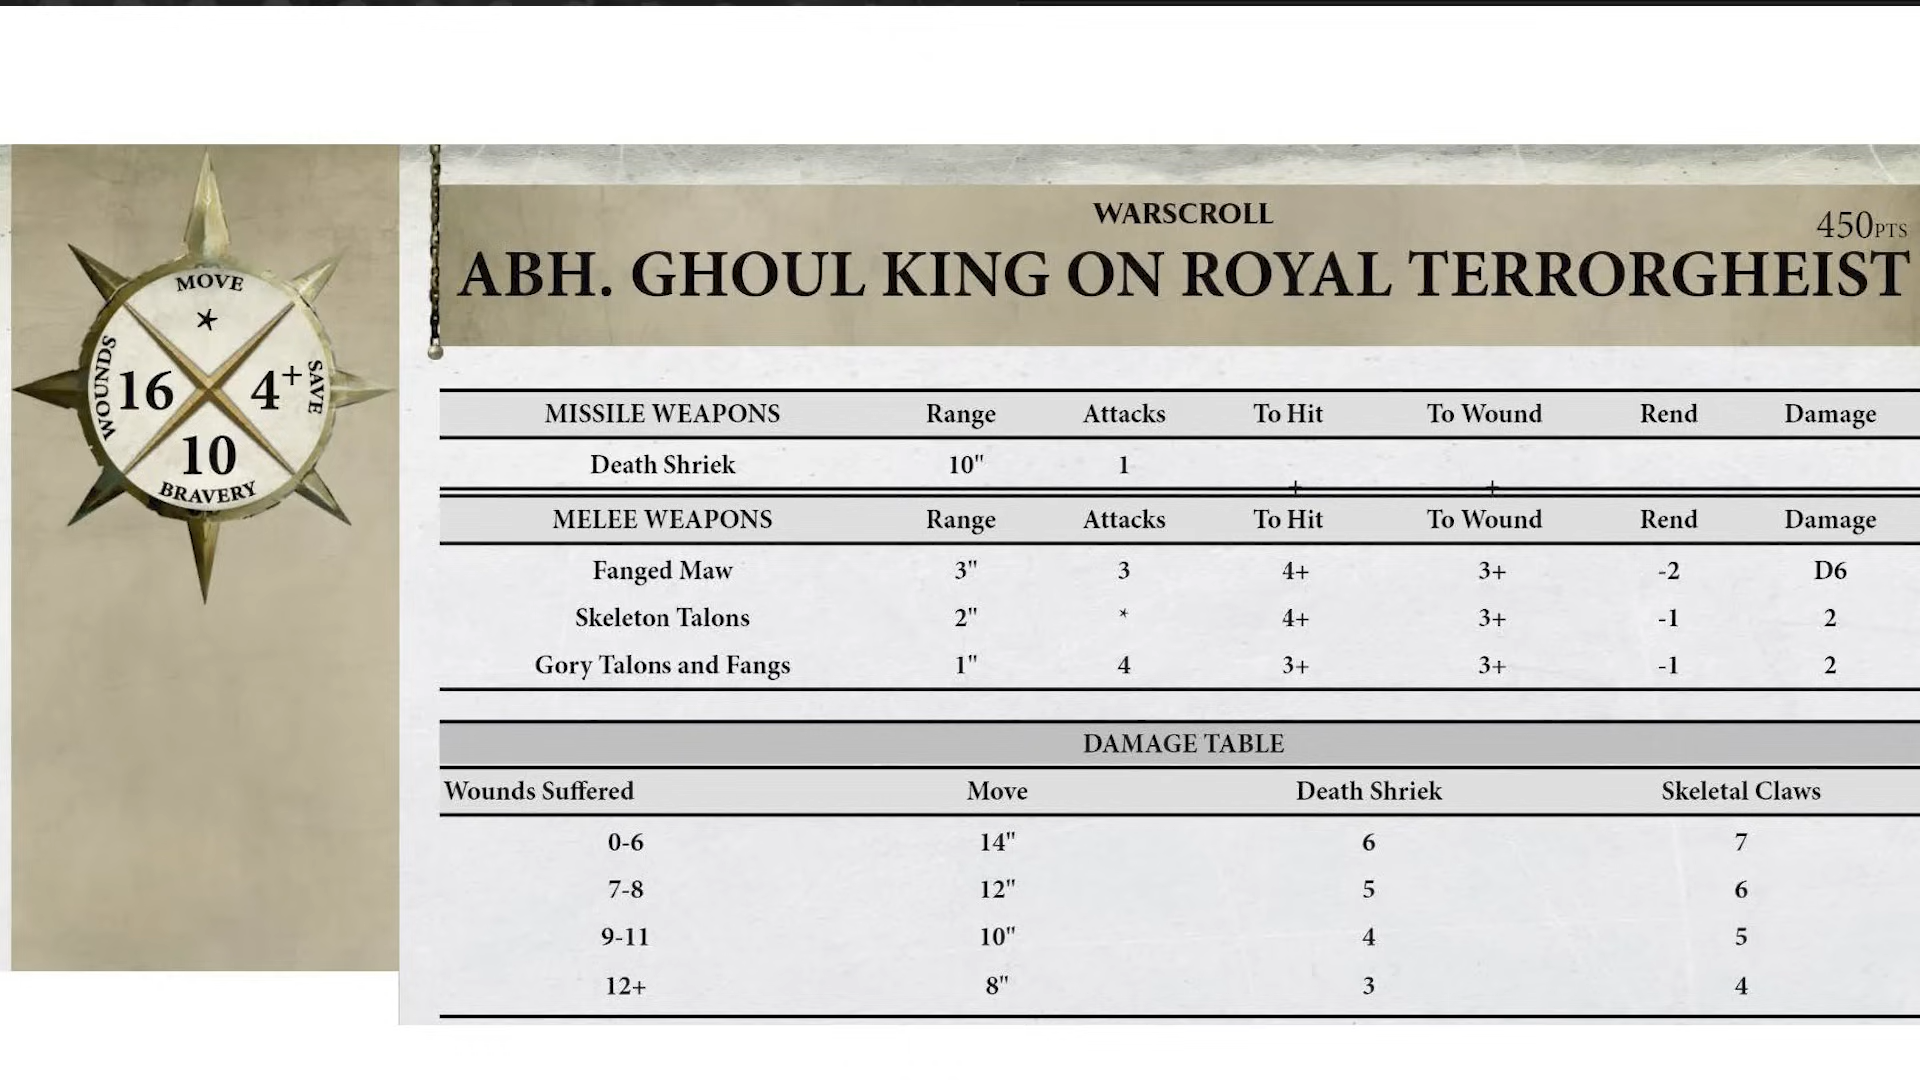 MOVE
*
WOUNDS
16
4+
SAVE
10
BRAVERY
WARSCROLL
450PTS
ABH. GHOUL KING ON ROYAL TERRORGHEIST
MISSILE WEAPONS Range Attacks To Hit To Wound Rend Damage
Death Shriek 10" 1
+ +
MELEE WEAPONS Range Attacks To Hit To Wound Rend Damage
Fanged Maw 3" 3 4+ 3+ -2 D6
Skeleton Talons 2" * 4+ 3+ -1 2
Gory Talons and Fangs 1" 4 3+ 3+ -1 2
DAMAGE TABLE
Wounds Suffered Move Death Shriek Skeletal Claws
0-6 14" 6 7
7-8 12" 5 6
9-11 10" 4 5
12+ 8" 3 4